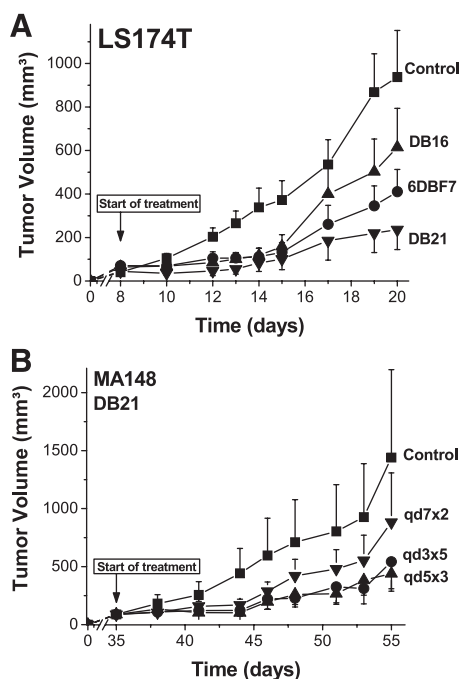 A
LS174T
Tumor Volume (mm³)
1000
800
600
400
200
0
Control
DB16
6DBF7
DB21
Start of treatment
0 8 10 12 14 16 18 20
Time (days)
B
MA148
DB21
Tumor Volume (mm³)
2000
1500
1000
500
0
Control
qd7x2
qd3x5
qd5x3
Start of treatment
0 35 40 45 50 55
Time (days)